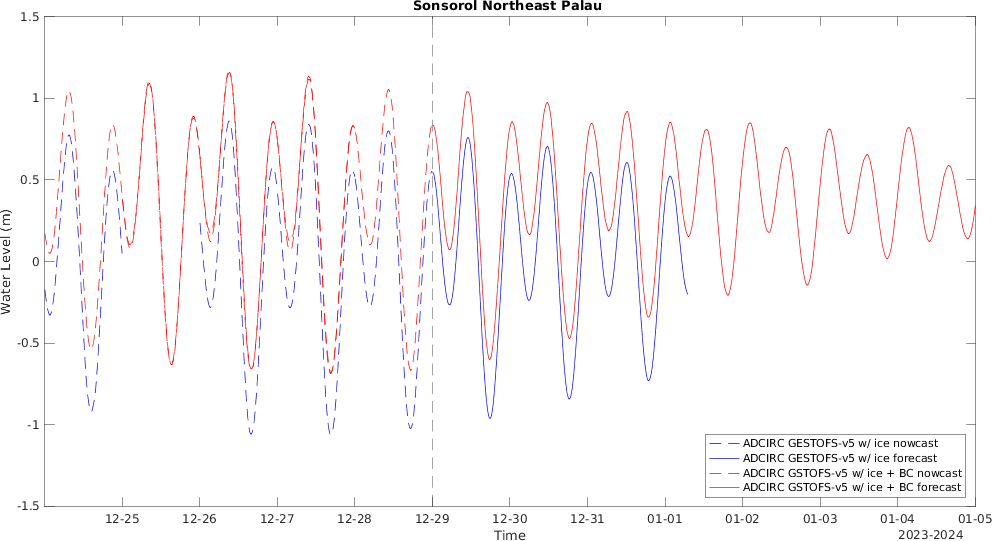 Sonsorol Northeast Palau
1.5
1
0.5
0
-0.5
-1
-1.5
Water Level (m)
ADCIRC GESTOFS-v5 w/ ice nowcast
ADCIRC GESTOFS-v5 w/ ice forecast
ADCIRC GSTOFS-v5 w/ ice + BC nowcast
ADCIRC GSTOFS-v5 w/ ice + BC forecast
12-25 12-26 12-27 12-28 12-29 12-30 12-31 01-01 01-02 01-03 01-04 01-05
Time
2023-2024